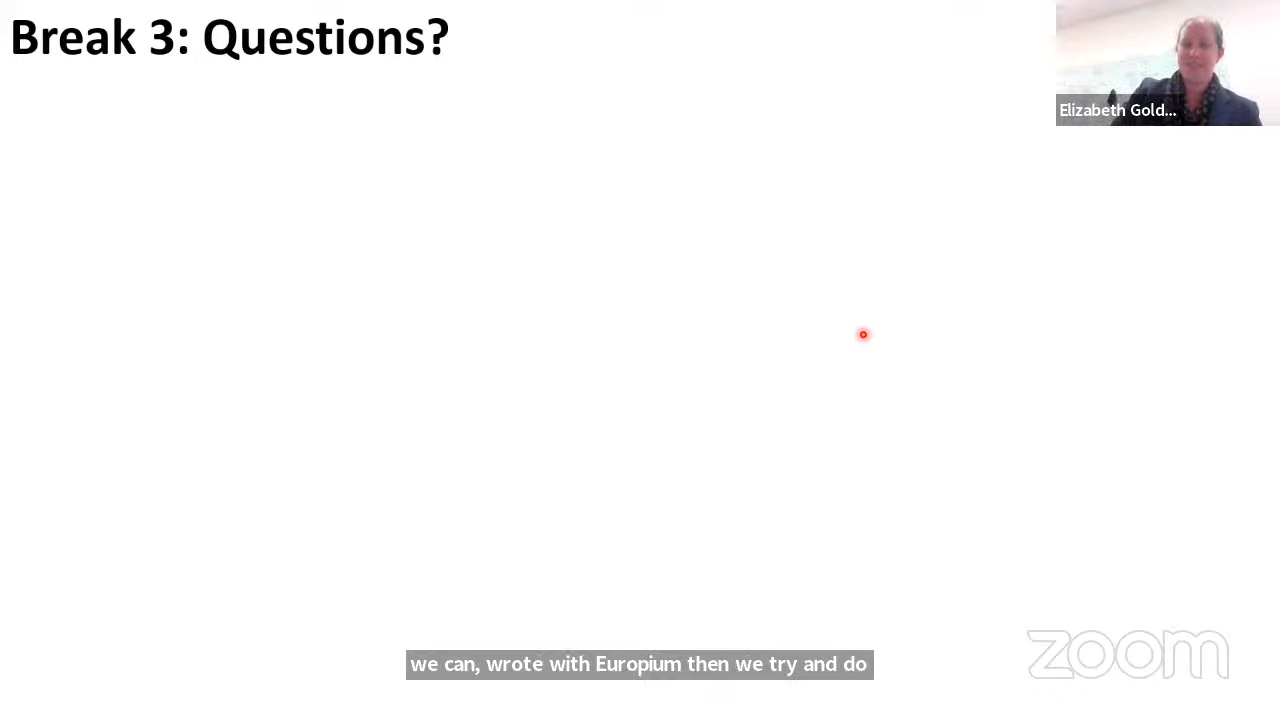 Break 3: Questions?
Elizabeth Gold...
we can, wrote with Europium then we try and do
zoom